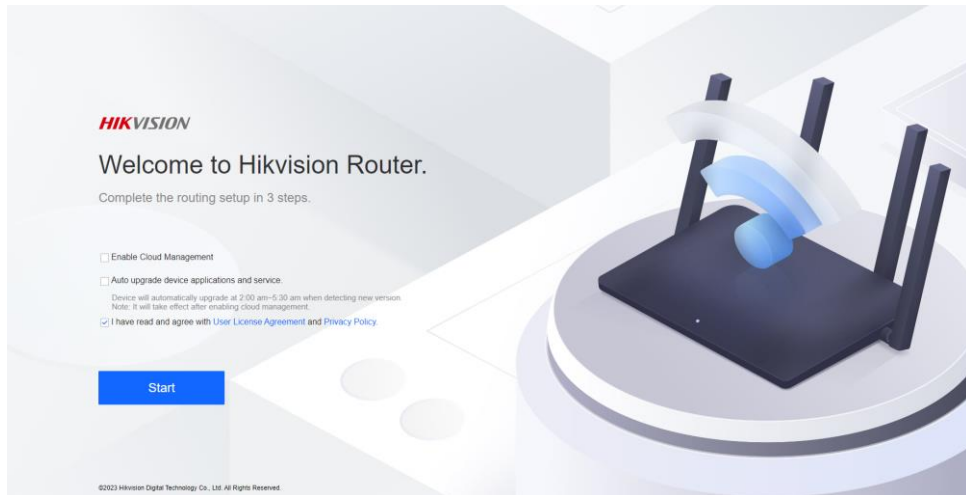 HIKVISION
Welcome to Hikvision Router.
Complete the routing setup in 3 steps.
Enable Cloud Management
Auto upgrade device applications and service.
Device will automatically upgrade at 2:00 am~5:30 am when detecting new version.
Note: It will take effect after enabling cloud management.
I have read and agree with User License Agreement and Privacy Policy.
Start
©2023 Hikvision Digital Technology Co., Ltd. All Rights Reserved.